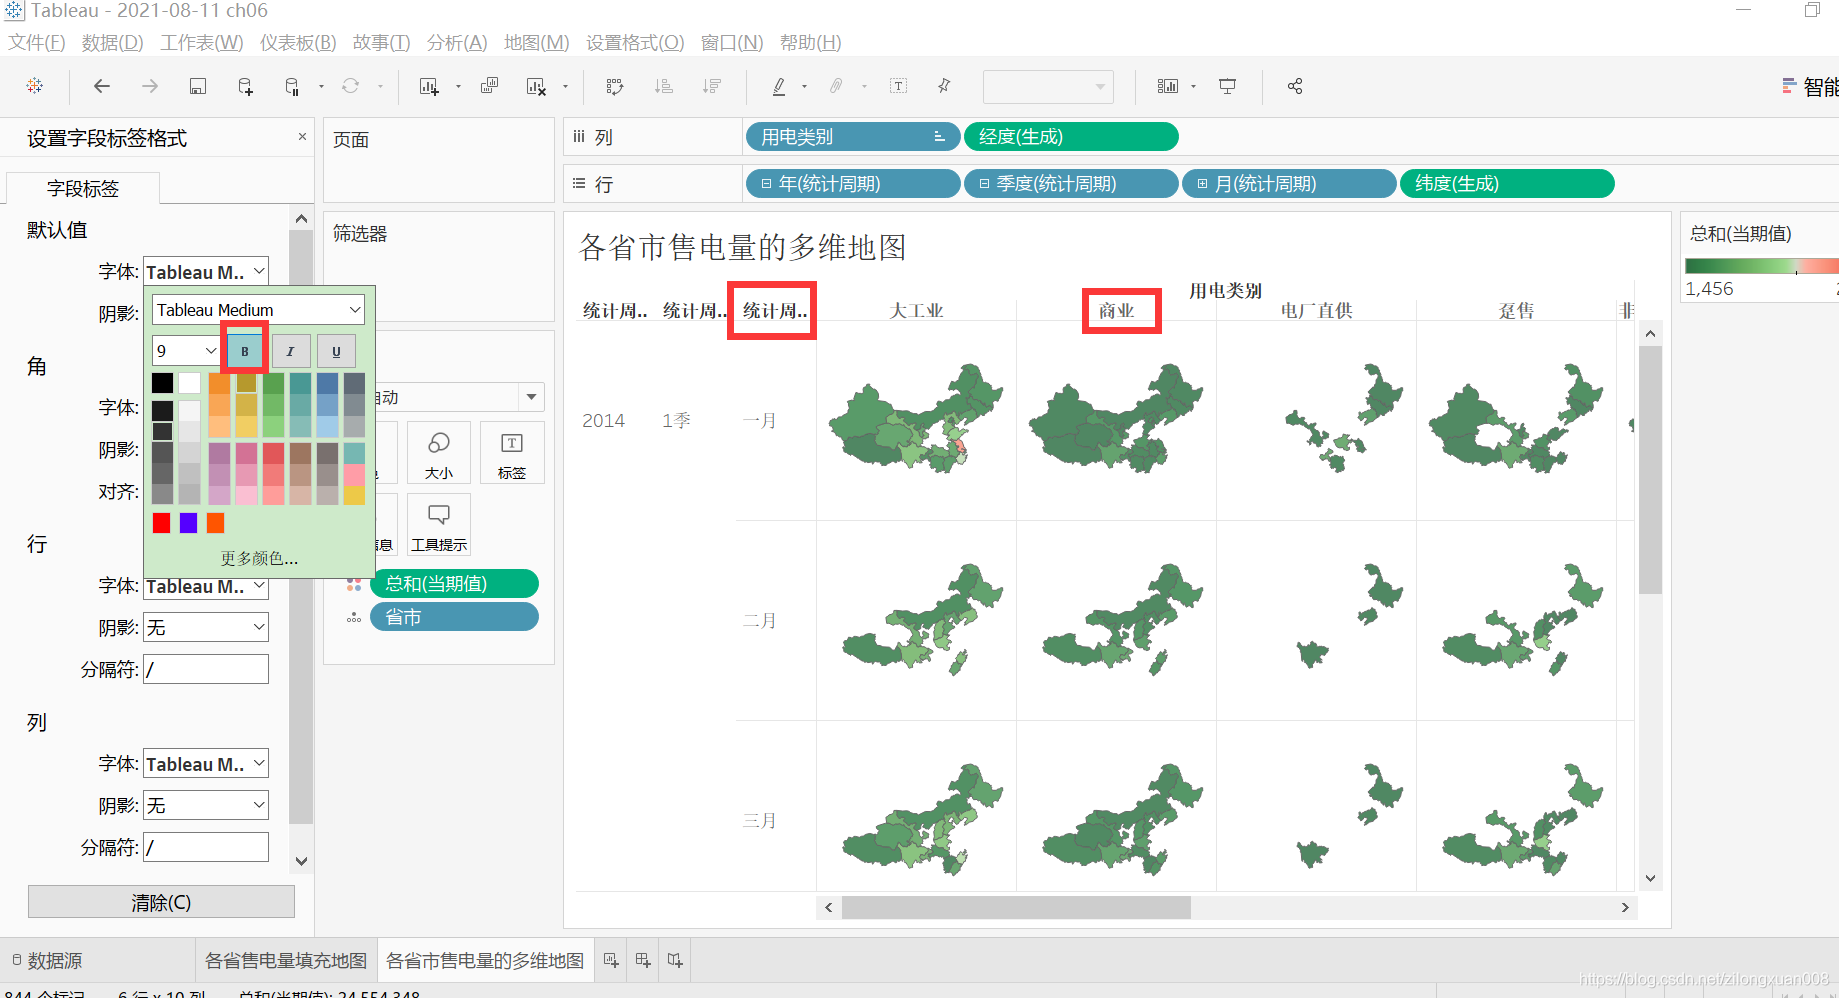 Tableau - 2021-08-11 ch06
文件(F) 数据(D) 工作表(W) 仪表板(B) 故事(T) 分析(A) 地图(M) 设置格式(O) 窗口(N) 帮助(H)
智能
设置字段标签格式 ×
字段标签
默认值
字体: Tableau M..
阴影:
Tableau Medium
9 B I U
角
字体:
阴影:
对齐:
更多颜色...
行
字体: Tableau M..
阴影: 无
分隔符: /
列
字体: Tableau M..
阴影: 无
分隔符: /
清除(C)
页面
筛选器
自动
大小 标签
息 工具提示
总和(当期值)
省市
列 用电类别 经度(生成)
行 年(统计周期) 季度(统计周期) 月(统计周期) 纬度(生成)
各省市售电量的多维地图
用电类别
统计周.. 统计周.. 统计周.. 大工业 商业 电厂直供 趸售 非
2014 1季 一月
二月
三月
总和(当期值)
1,456 2
数据源 各省售电量填充地图 各省市售电量的多维地图
844 个标记 6 行 x 10 列 总和(当期值): 24,554,348
https://blog.csdn.net/zilongxuan008